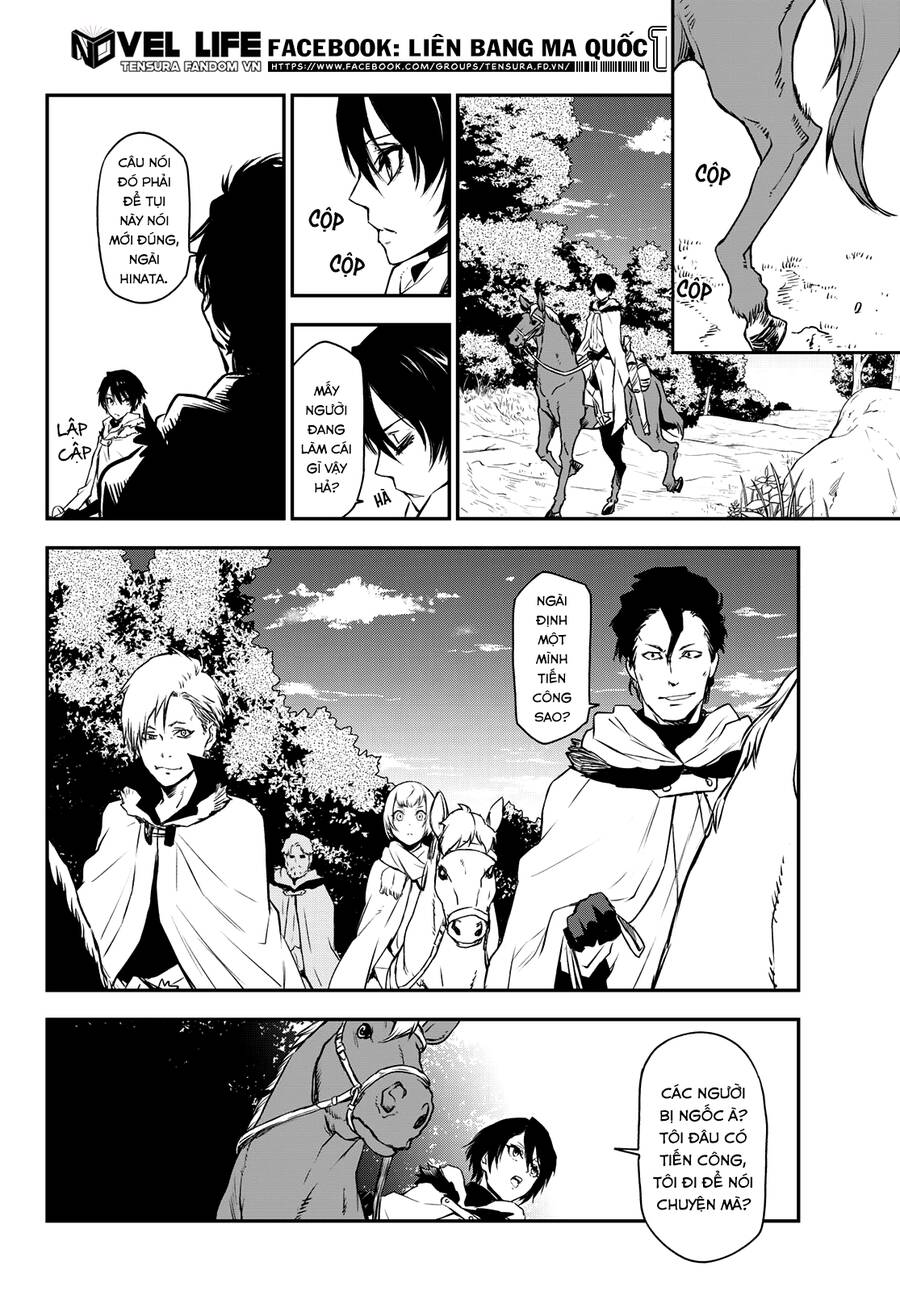 NOVEL LIFE
TENSURA FANDOM VN
FACEBOOK: LIÊN BANG MA QUỐC
HTTPS://WWW.FACEBOOK.COM/GROUPS/TENSURA.FD.VN/
CỘP
CỘP
CỘP
CỘP
MẤY
NGƯỜI
ĐANG
LÀM CÁI
GÌ VẬY
HẢ?
HÀ
CÂU NÓI
ĐÓ PHẢI
ĐỂ TỤI
NÀY NÓI
MỚI ĐÚNG,
NGÀI
HINATA.
LẬP
CẬP
NGÀI
ĐỊNH
MỘT
MÌNH
TIẾN
CÔNG
SAO?
CÁC NGƯỜI
BỊ NGỐC À?
TÔI ĐÂU CÓ
TIẾN CÔNG,
TÔI ĐI ĐỂ NÓI
CHUYỆN MÀ?